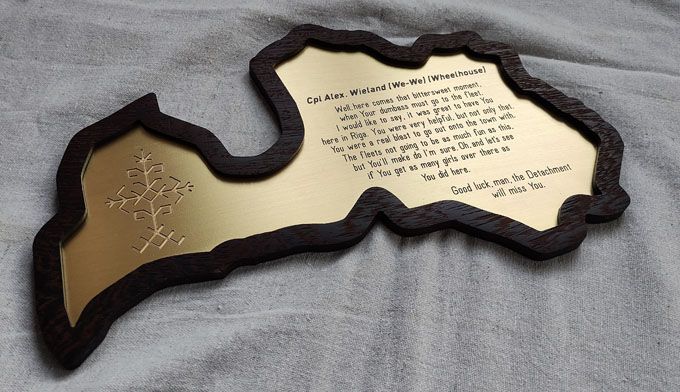 Cpl Alex. Wieland (We-We) (Wheelhouse)
Well, here comes that bittersweet moment,
when Your dumbass must go to the fleet.
I would like to say, it was great to have You
here in Riga. You were very helpful, but not only that.
You were a real blast to go out onto the town with.
The fleets not going to be as much fun as this,
but You'll make do I'm sure. Oh, and let's see
if You get as many girls over there as
You did here.
Good luck, man, the Detachment
will miss You.